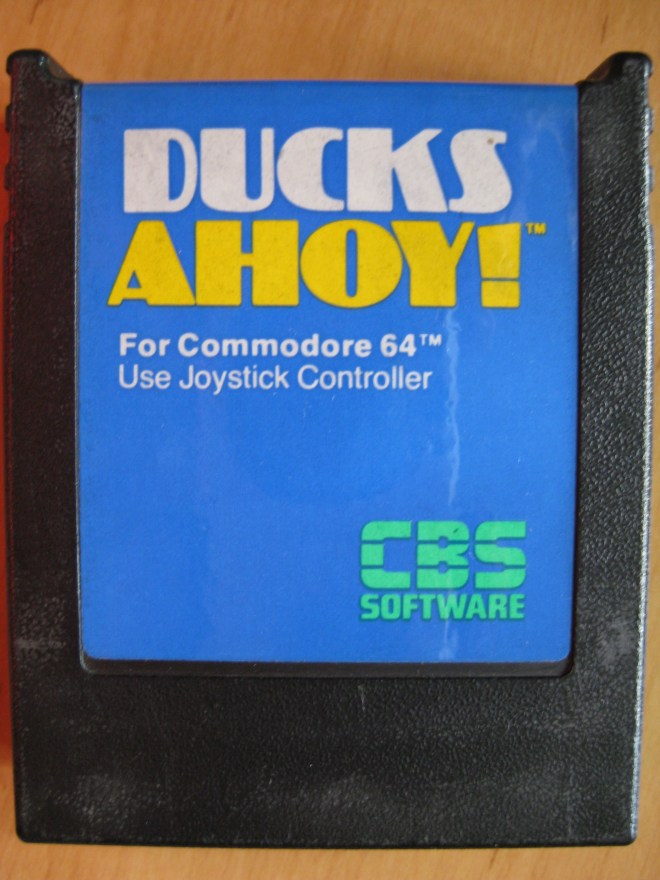 DUCKS
AHOY!™
For Commodore 64™
Use Joystick Controller
CBS
SOFTWARE